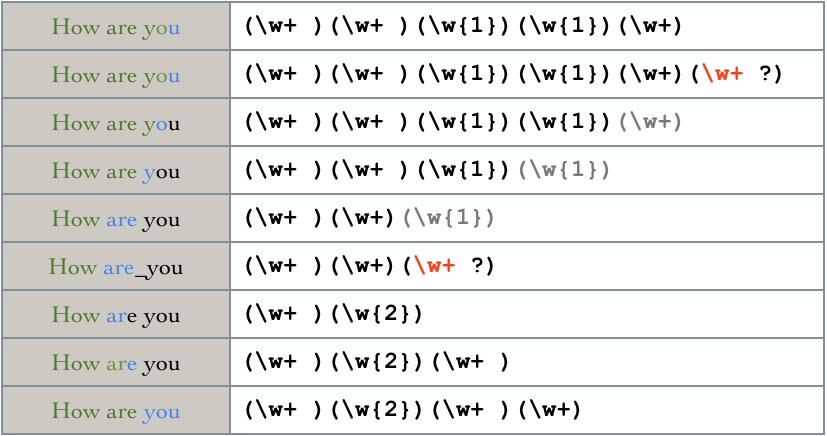 How are you (\w+ )(\w+ )(\w{1})(\w{1})(\w+)
How are you (\w+ )(\w+ )(\w{1})(\w{1})(\w+)(\w+ ?)
How are you (\w+ )(\w+ )(\w{1})(\w{1})(\w+)
How are you (\w+ )(\w+ )(\w{1})(\w{1})
How are you (\w+ )(\w+)(\w{1})
How are_you (\w+ )(\w+)(\w+ ?)
How are you (\w+ )(\w{2})
How are you (\w+ )(\w{2})(\w+ )
How are you (\w+ )(\w{2})(\w+ )(\w+)